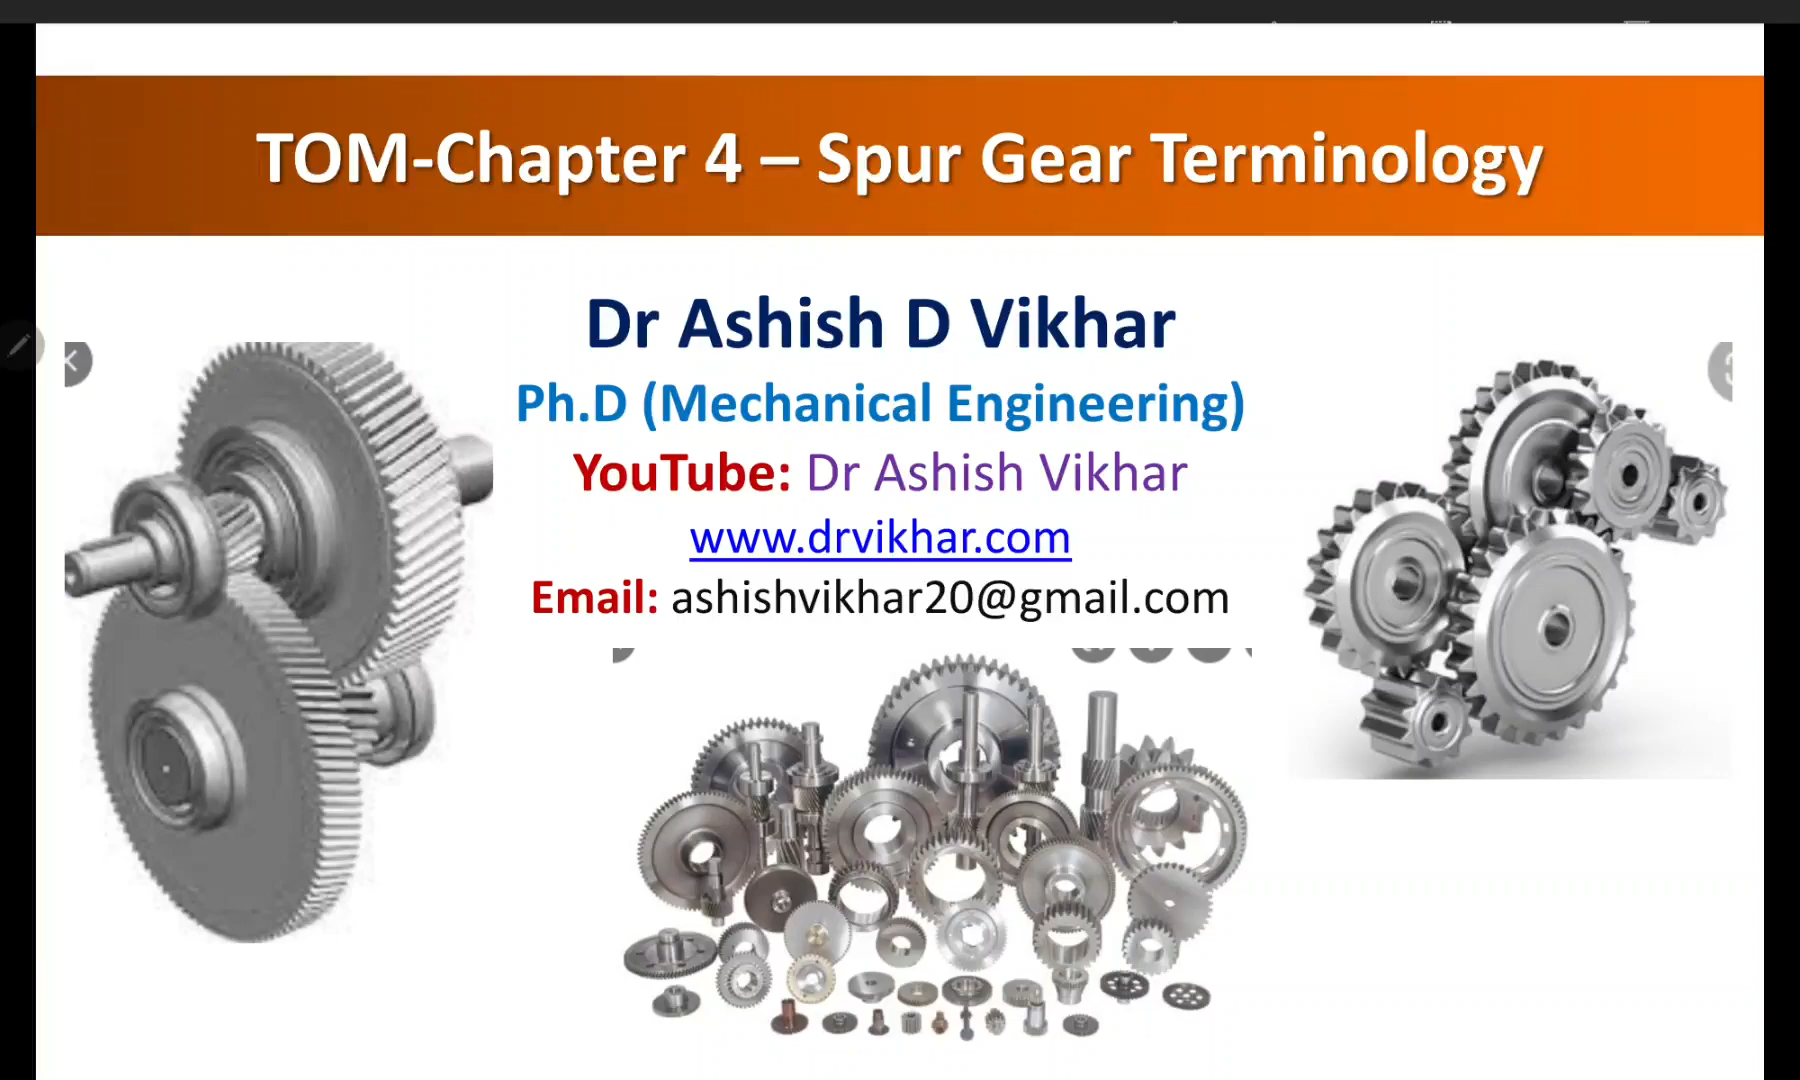 TOM-Chapter 4 – Spur Gear Terminology
Dr Ashish D Vikhar
Ph.D (Mechanical Engineering)
YouTube: Dr Ashish Vikhar
www.drvikhar.com
Email: ashishvikhar20@gmail.com